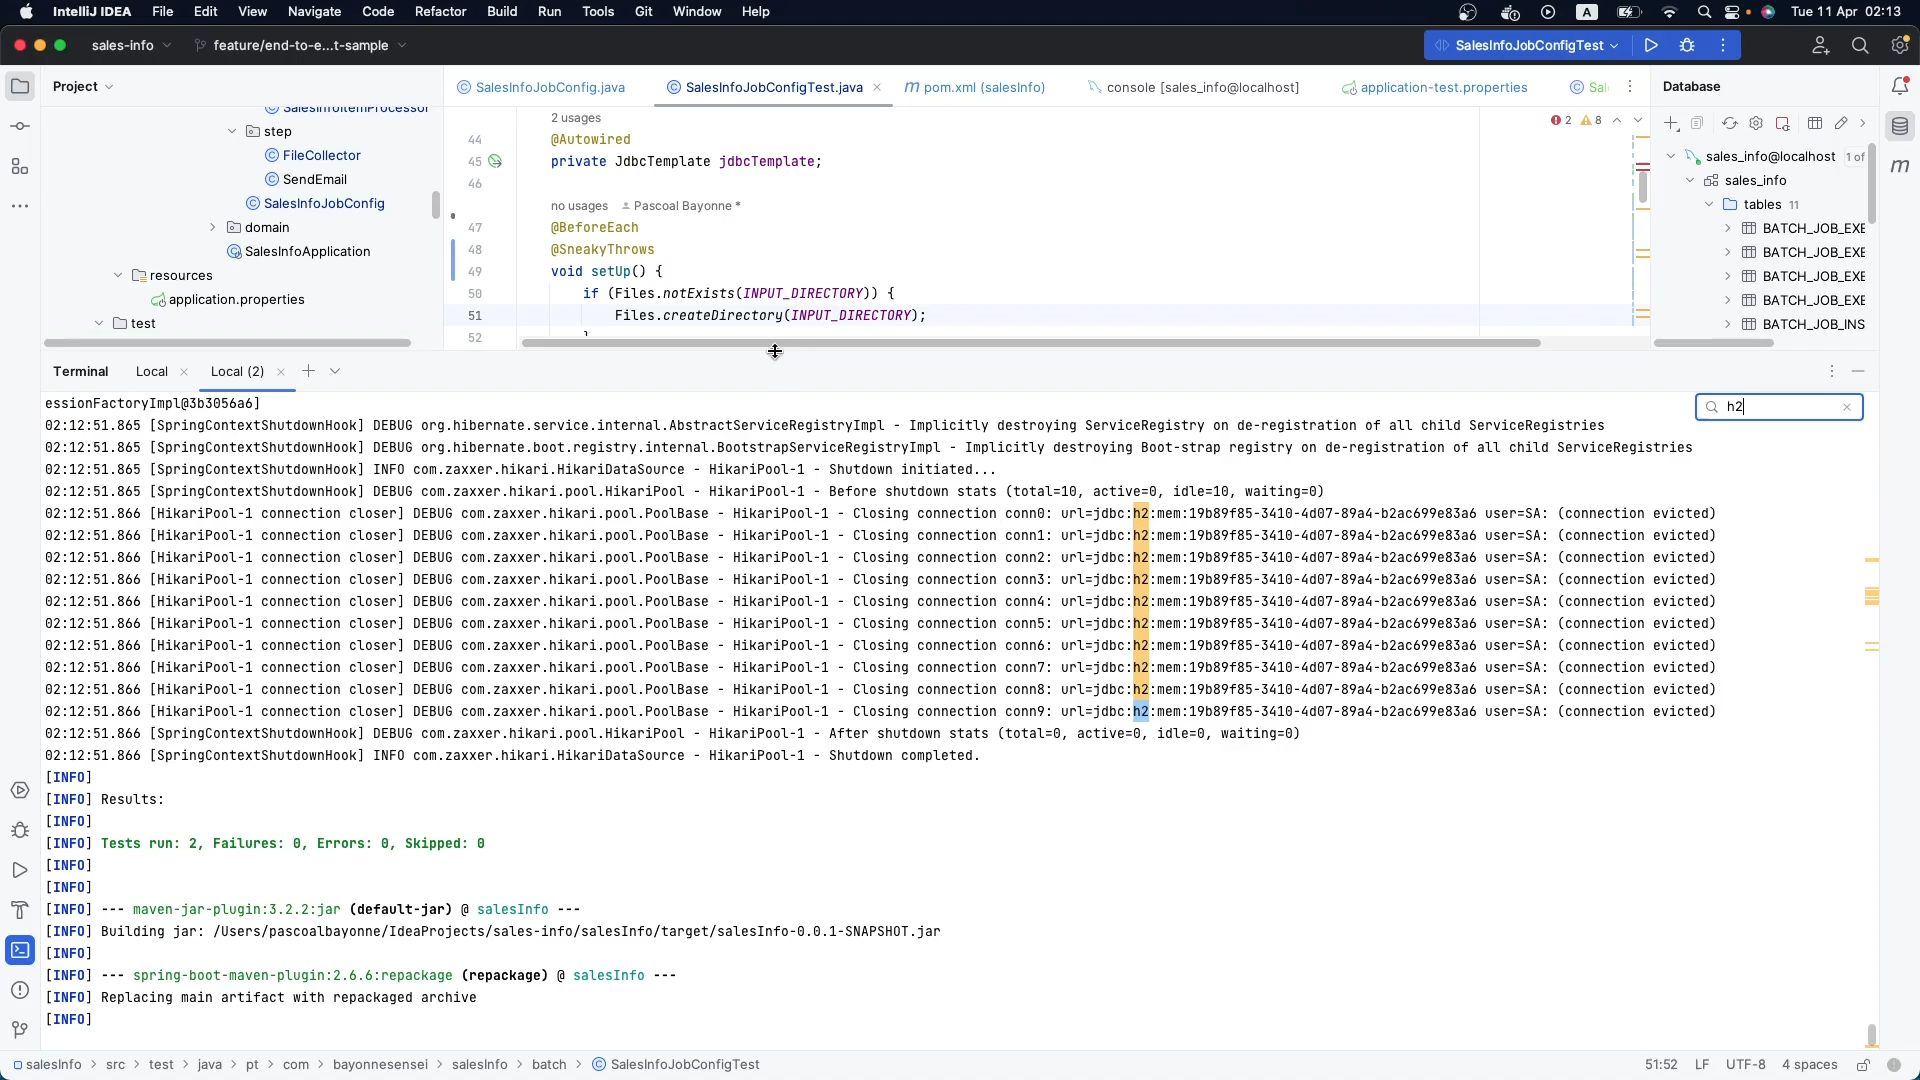 IntelliJ IDEA File Edit View Navigate Code Refactor Build Run Tools Git Window Help
A Tue 11 Apr 02:13
sales-info feature/end-to-e...t-sample
SalesInfoJobConfigTest
Project
SalesInfoItemProcessor
step
FileCollector
SendEmail
SalesInfoJobConfig
domain
SalesInfoApplication
resources
application.properties
test
SalesInfoJobConfig.java SalesInfoJobConfigTest.java pom.xml (salesInfo) console [sales_info@localhost] application-test.properties Sal
2 usages
44 @Autowired
45 private JdbcTemplate jdbcTemplate;
46
no usages Pascoal Bayonne *
47 @BeforeEach
48 @SneakyThrows
49 void setUp() {
50 if (Files.notExists(INPUT_DIRECTORY)) {
51 Files.createDirectory(INPUT_DIRECTORY);
52 }
2 8
Database
sales_info@localhost 1 of
sales_info
tables 11
BATCH_JOB_EXE
BATCH_JOB_EXE
BATCH_JOB_EXE
BATCH_JOB_EXE
BATCH_JOB_INS
Terminal Local Local (2)
h2
essionFactoryImpl@3b3056a6]
02:12:51.865 [SpringContextShutdownHook] DEBUG org.hibernate.service.internal.AbstractServiceRegistryImpl - Implicitly destroying ServiceRegistry on de-registration of all child ServiceRegistries
02:12:51.865 [SpringContextShutdownHook] DEBUG org.hibernate.boot.registry.internal.BootstrapServiceRegistryImpl - Implicitly destroying Boot-strap registry on de-registration of all child ServiceRegistries
02:12:51.865 [SpringContextShutdownHook] INFO com.zaxxer.hikari.HikariDataSource - HikariPool-1 - Shutdown initiated...
02:12:51.865 [SpringContextShutdownHook] DEBUG com.zaxxer.hikari.pool.HikariPool - HikariPool-1 - Before shutdown stats (total=10, active=0, idle=10, waiting=0)
02:12:51.866 [HikariPool-1 connection closer] DEBUG com.zaxxer.hikari.pool.PoolBase - HikariPool-1 - Closing connection conn0: url=jdbc:h2:mem:19b89f85-3410-4d07-89a4-b2ac699e83a6 user=SA: (connection evicted)
02:12:51.866 [HikariPool-1 connection closer] DEBUG com.zaxxer.hikari.pool.PoolBase - HikariPool-1 - Closing connection conn1: url=jdbc:h2:mem:19b89f85-3410-4d07-89a4-b2ac699e83a6 user=SA: (connection evicted)
02:12:51.866 [HikariPool-1 connection closer] DEBUG com.zaxxer.hikari.pool.PoolBase - HikariPool-1 - Closing connection conn2: url=jdbc:h2:mem:19b89f85-3410-4d07-89a4-b2ac699e83a6 user=SA: (connection evicted)
02:12:51.866 [HikariPool-1 connection closer] DEBUG com.zaxxer.hikari.pool.PoolBase - HikariPool-1 - Closing connection conn3: url=jdbc:h2:mem:19b89f85-3410-4d07-89a4-b2ac699e83a6 user=SA: (connection evicted)
02:12:51.866 [HikariPool-1 connection closer] DEBUG com.zaxxer.hikari.pool.PoolBase - HikariPool-1 - Closing connection conn4: url=jdbc:h2:mem:19b89f85-3410-4d07-89a4-b2ac699e83a6 user=SA: (connection evicted)
02:12:51.866 [HikariPool-1 connection closer] DEBUG com.zaxxer.hikari.pool.PoolBase - HikariPool-1 - Closing connection conn5: url=jdbc:h2:mem:19b89f85-3410-4d07-89a4-b2ac699e83a6 user=SA: (connection evicted)
02:12:51.866 [HikariPool-1 connection closer] DEBUG com.zaxxer.hikari.pool.PoolBase - HikariPool-1 - Closing connection conn6: url=jdbc:h2:mem:19b89f85-3410-4d07-89a4-b2ac699e83a6 user=SA: (connection evicted)
02:12:51.866 [HikariPool-1 connection closer] DEBUG com.zaxxer.hikari.pool.PoolBase - HikariPool-1 - Closing connection conn7: url=jdbc:h2:mem:19b89f85-3410-4d07-89a4-b2ac699e83a6 user=SA: (connection evicted)
02:12:51.866 [HikariPool-1 connection closer] DEBUG com.zaxxer.hikari.pool.PoolBase - HikariPool-1 - Closing connection conn8: url=jdbc:h2:mem:19b89f85-3410-4d07-89a4-b2ac699e83a6 user=SA: (connection evicted)
02:12:51.866 [HikariPool-1 connection closer] DEBUG com.zaxxer.hikari.pool.PoolBase - HikariPool-1 - Closing connection conn9: url=jdbc:h2:mem:19b89f85-3410-4d07-89a4-b2ac699e83a6 user=SA: (connection evicted)
02:12:51.866 [SpringContextShutdownHook] DEBUG com.zaxxer.hikari.pool.HikariPool - HikariPool-1 - After shutdown stats (total=0, active=0, idle=0, waiting=0)
02:12:51.866 [SpringContextShutdownHook] INFO com.zaxxer.hikari.HikariDataSource - HikariPool-1 - Shutdown completed.
[INFO]
[INFO] Results:
[INFO]
[INFO] Tests run: 2, Failures: 0, Errors: 0, Skipped: 0
[INFO]
[INFO]
[INFO] --- maven-jar-plugin:3.2.2:jar (default-jar) @ salesInfo ---
[INFO] Building jar: /Users/pascoalbayonne/IdeaProjects/sales-info/salesInfo/target/salesInfo-0.0.1-SNAPSHOT.jar
[INFO]
[INFO] --- spring-boot-maven-plugin:2.6.6:repackage (repackage) @ salesInfo ---
[INFO] Replacing main artifact with repackaged archive
[INFO]
salesInfo > src > test > java > pt > com > bayonnesensei > salesInfo > batch > SalesInfoJobConfigTest
51:52 LF UTF-8 4 spaces